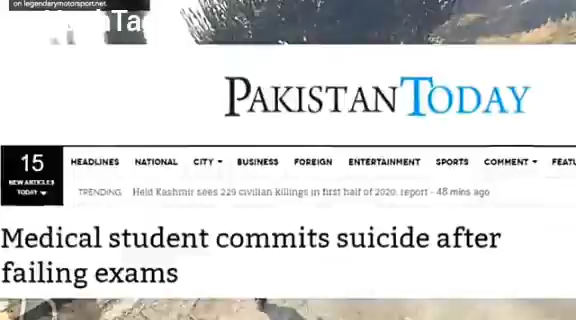 on legendarymotorsport.net.
PAKISTAN TODAY
15
NEW ARTICLES
TODAY
HEADLINES NATIONAL CITY BUSINESS FOREIGN ENTERTAINMENT SPORTS COMMENT FEATU
TRENDING Held Kashmir sees 229 civilian killings in first half of 2020: report - 48 mins ago
Medical student commits suicide after
failing exams